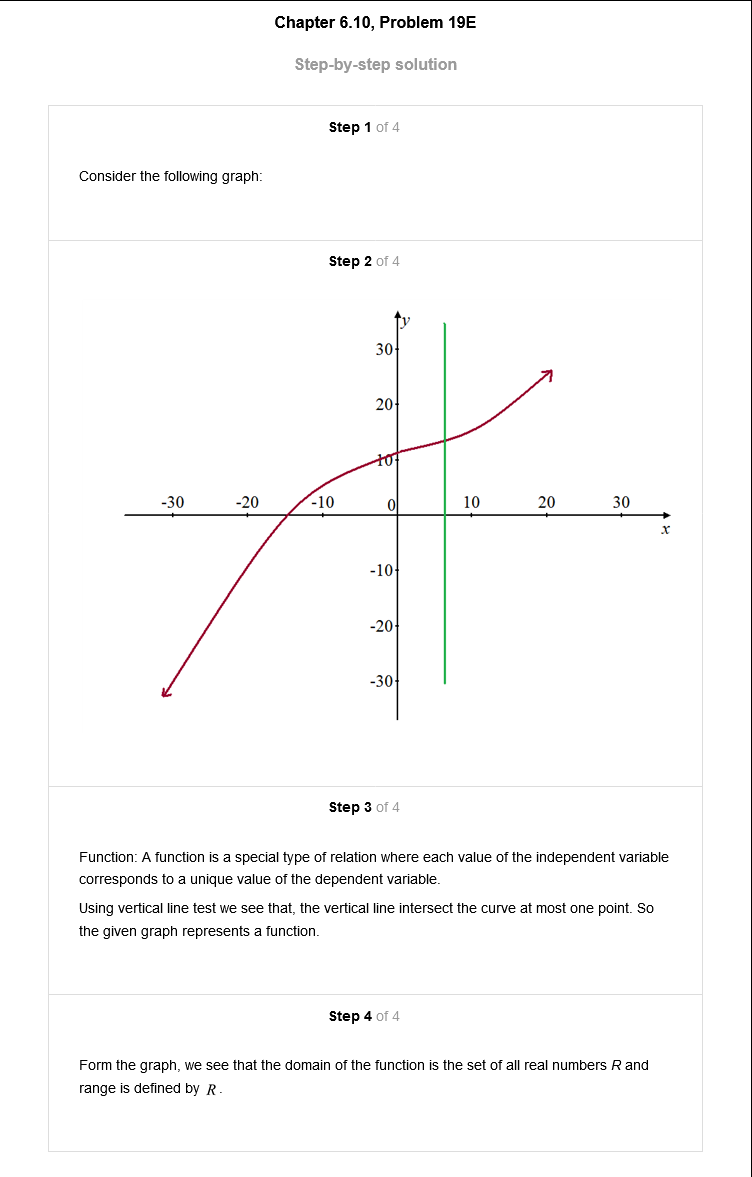 Chapter 6.10, Problem 19E
Step-by-step solution
Step 1 of 4
Consider the following graph:
Step 2 of 4
y
30
20
10
-30 -20 -10 0 10 20 30
x
-10
-20
-30
Step 3 of 4
Function: A function is a special type of relation where each value of the independent variable
corresponds to a unique value of the dependent variable.
Using vertical line test we see that, the vertical line intersect the curve at most one point. So
the given graph represents a function.
Step 4 of 4
Form the graph, we see that the domain of the function is the set of all real numbers R and
range is defined by R.